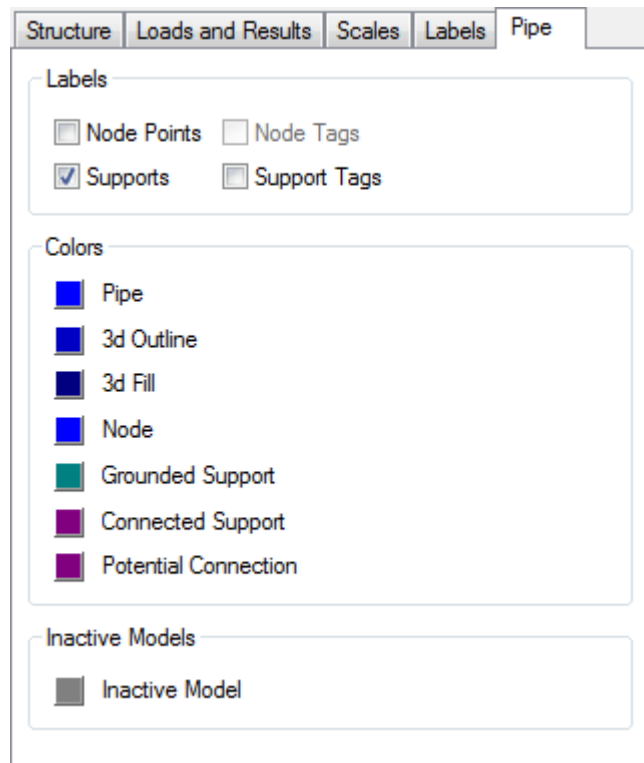 Structure Loads and Results Scales Labels Pipe
Labels
Node Points Node Tags
Supports Support Tags
Colors
Pipe
3d Outline
3d Fill
Node
Grounded Support
Connected Support
Potential Connection
Inactive Models
Inactive Model